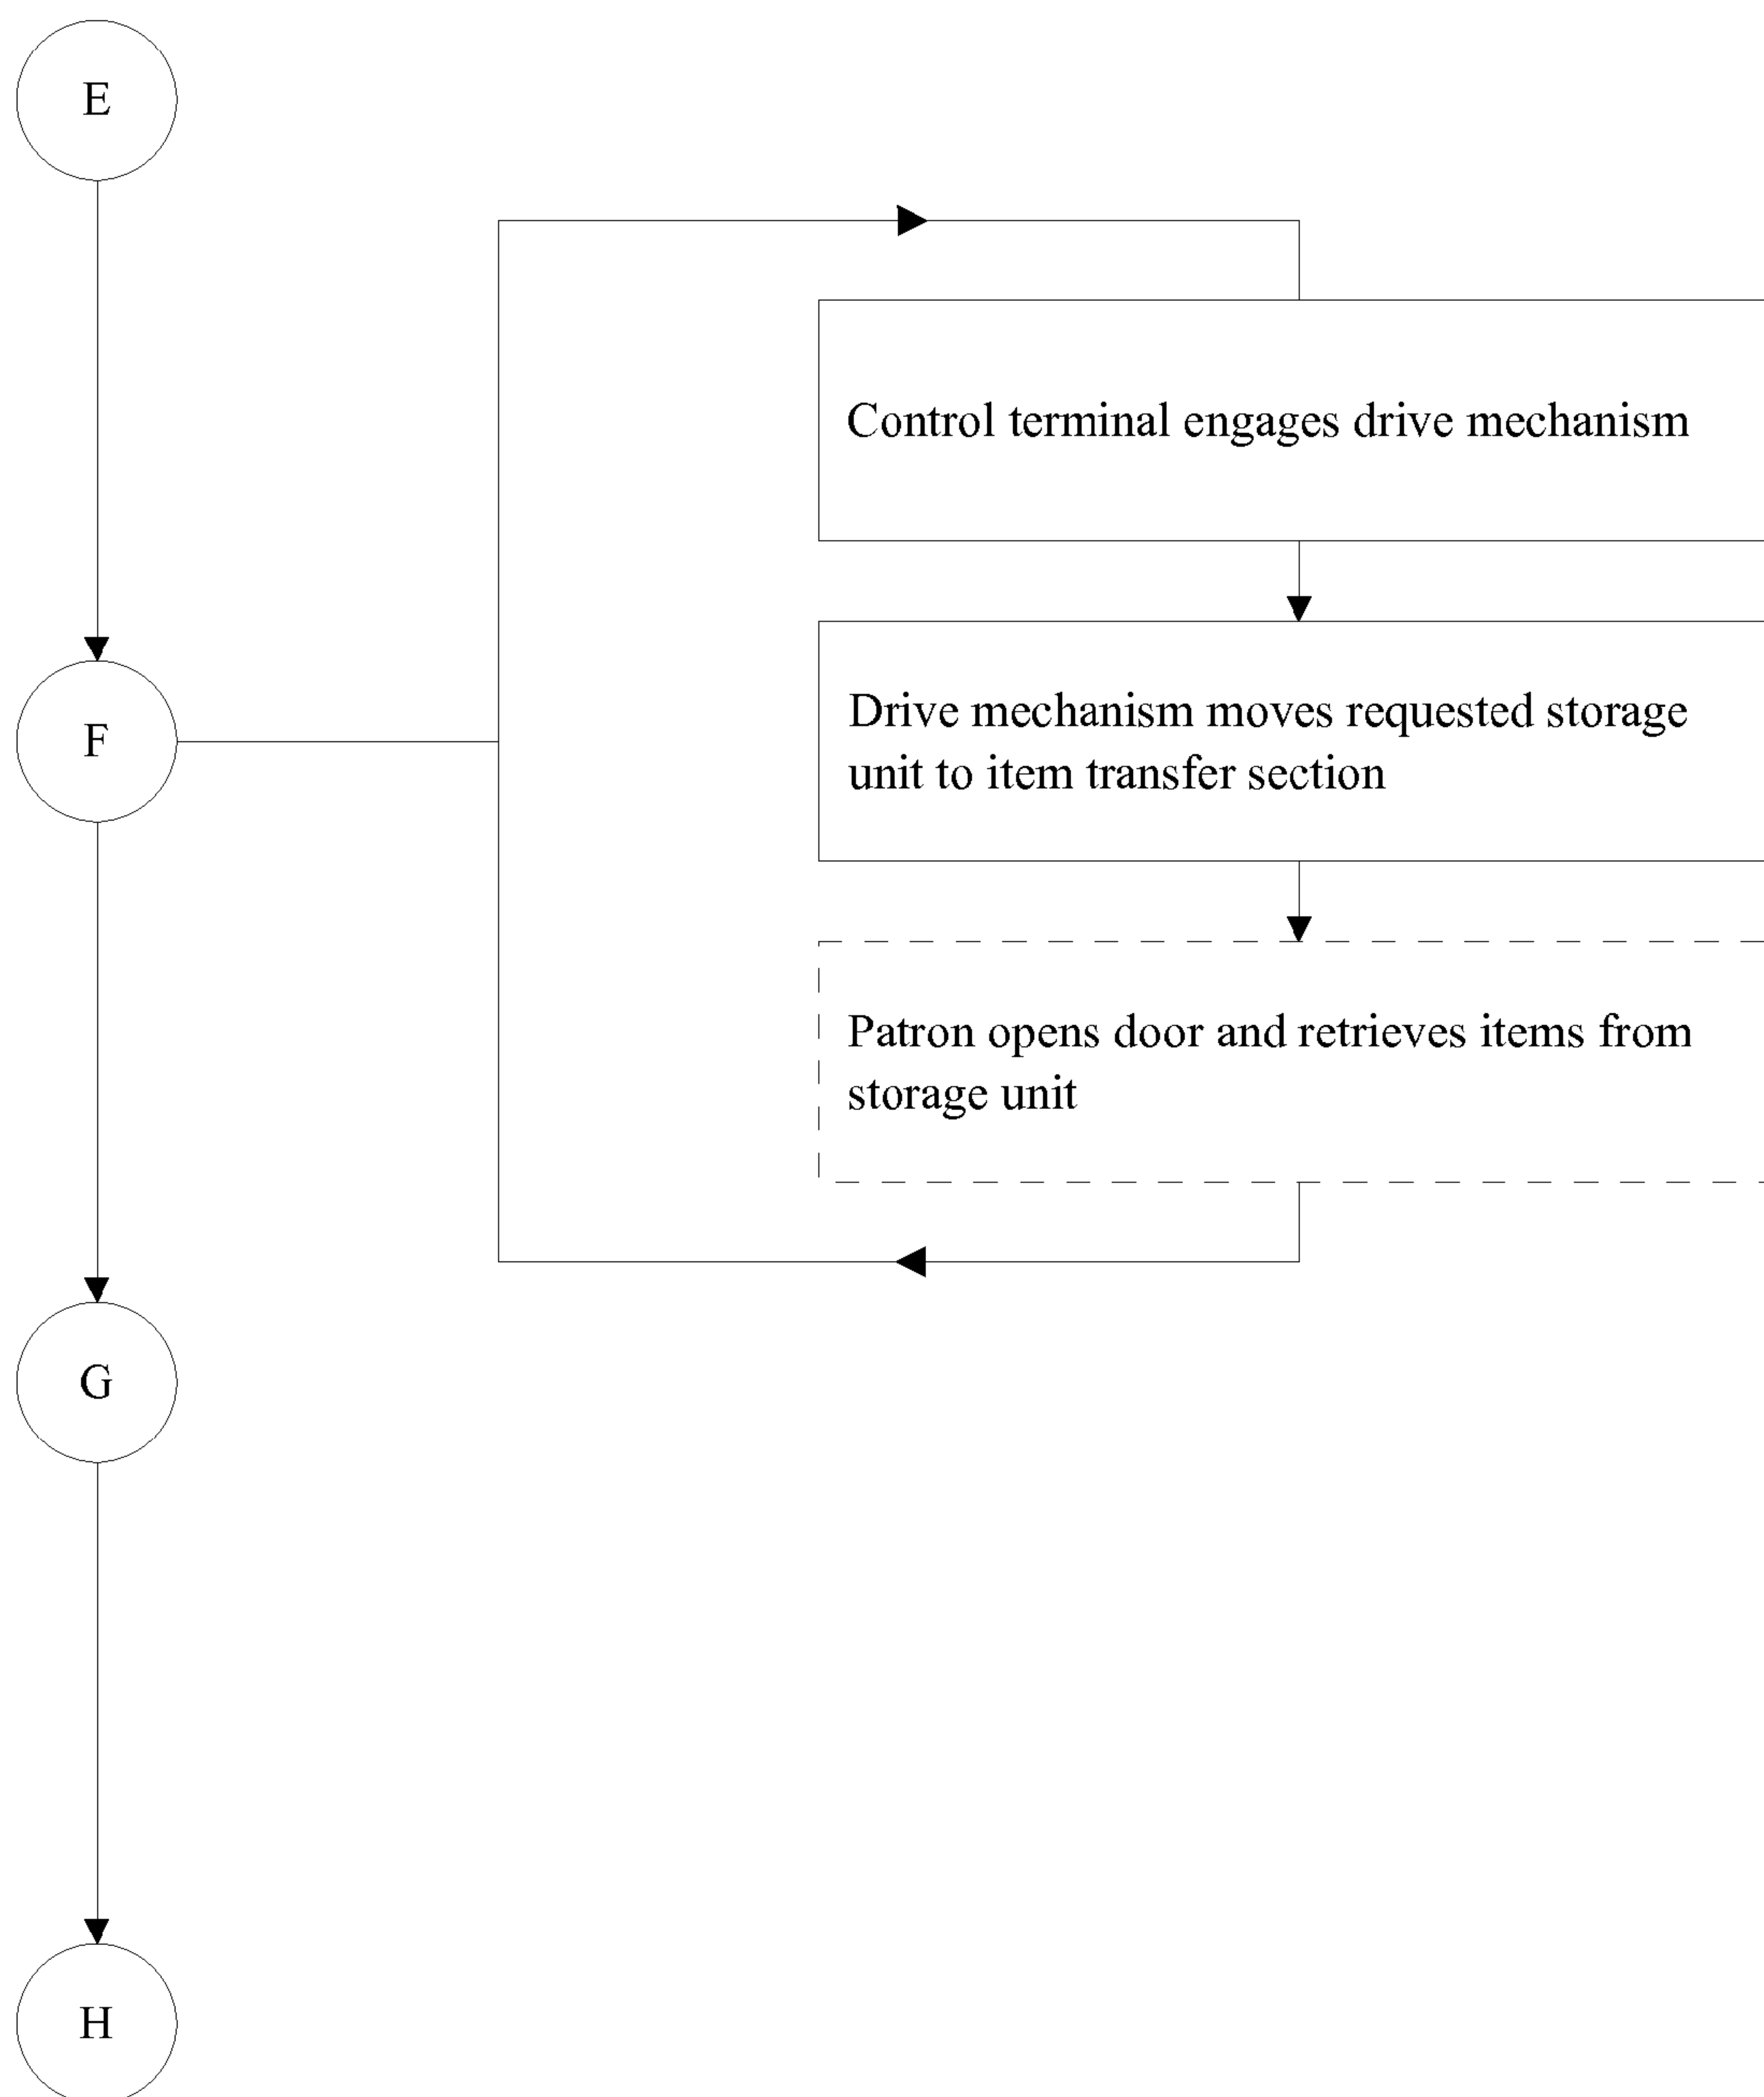 E
Control terminal engages drive mechanism
F
Drive mechanism moves requested storage
unit to item transfer section
Patron opens door and retrieves items from
storage unit
G
H